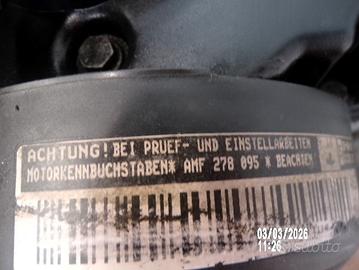 ACHTUNG! BEI PRUEF- UND EINSTELLARBEITEN
MOTORKENNBUCHSTABEN* AMF 278 095 * BEACHTEN
03/03/2026
11:26